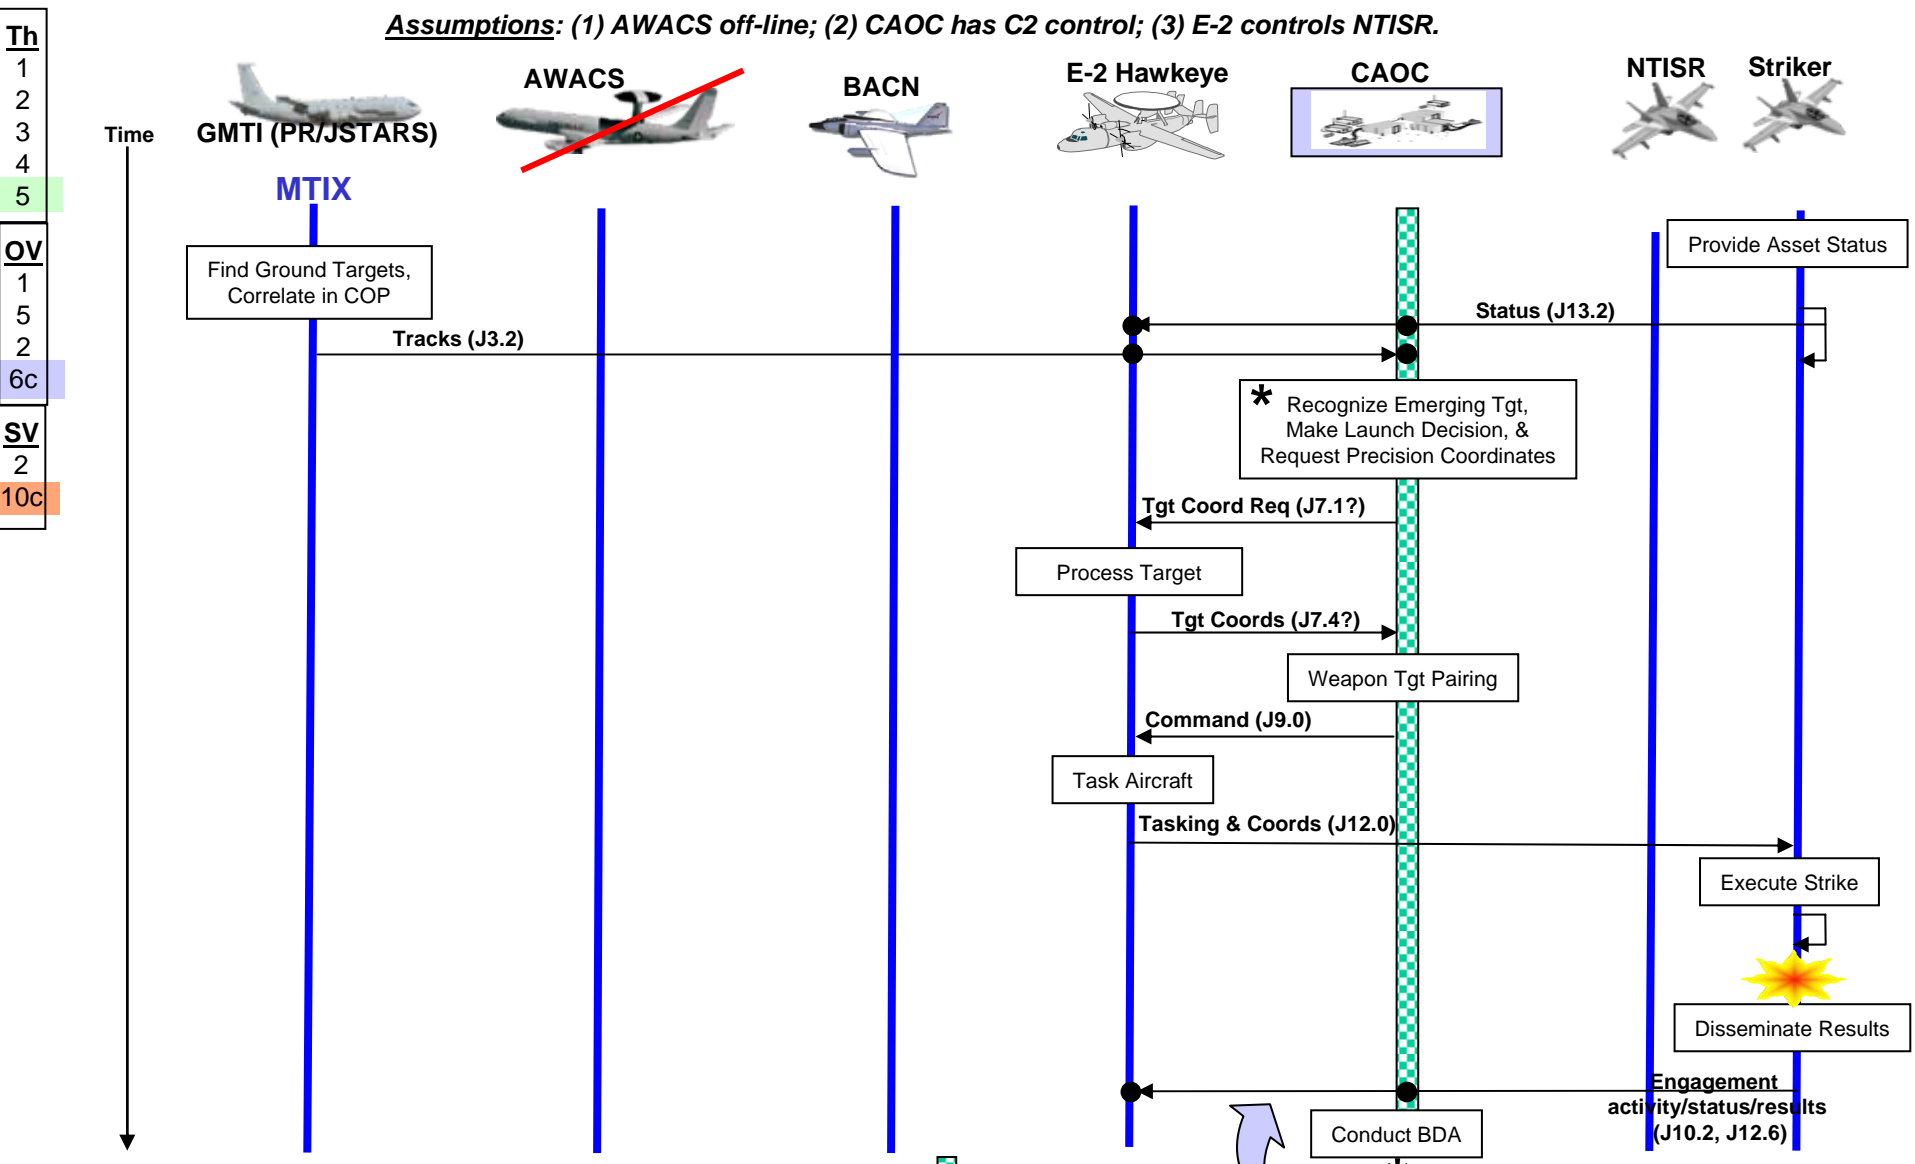 Assumptions: (1) AWACS off-line; (2) CAOC has C2 control; (3) E-2 controls NTISR.
Th
1
2
3
4
5
OV
1
5
2
6c
SV
2
10c
Time
GMTI (PR/JSTARS)
MTIX
AWACS
BACN
E-2 Hawkeye
CAOC
NTISR
Striker
Provide Asset Status
Find Ground Targets,
Correlate in COP
Status (J13.2)
Tracks (J3.2)
* Recognize Emerging Tgt,
Make Launch Decision, &
Request Precision Coordinates
Tgt Coord Req (J7.1?)
Process Target
Tgt Coords (J7.4?)
Weapon Tgt Pairing
Command (J9.0)
Task Aircraft
Tasking & Coords (J12.0)
Execute Strike
Disseminate Results
Engagement
activity/status/results
(J10.2, J12.6)
Conduct BDA
*